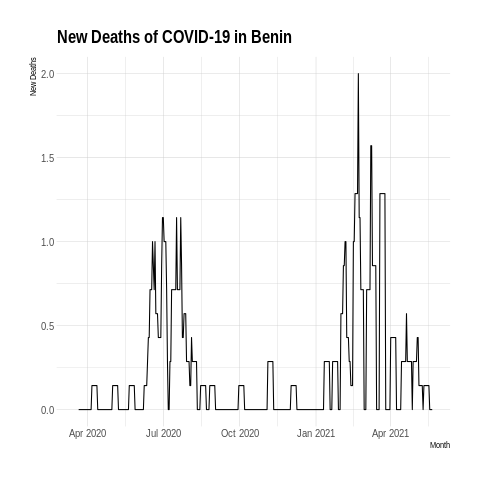 New Deaths of COVID-19 in Benin
New Deaths
2.0
1.5
1.0
0.5
0.0
Apr 2020 Jul 2020 Oct 2020 Jan 2021 Apr 2021
Month